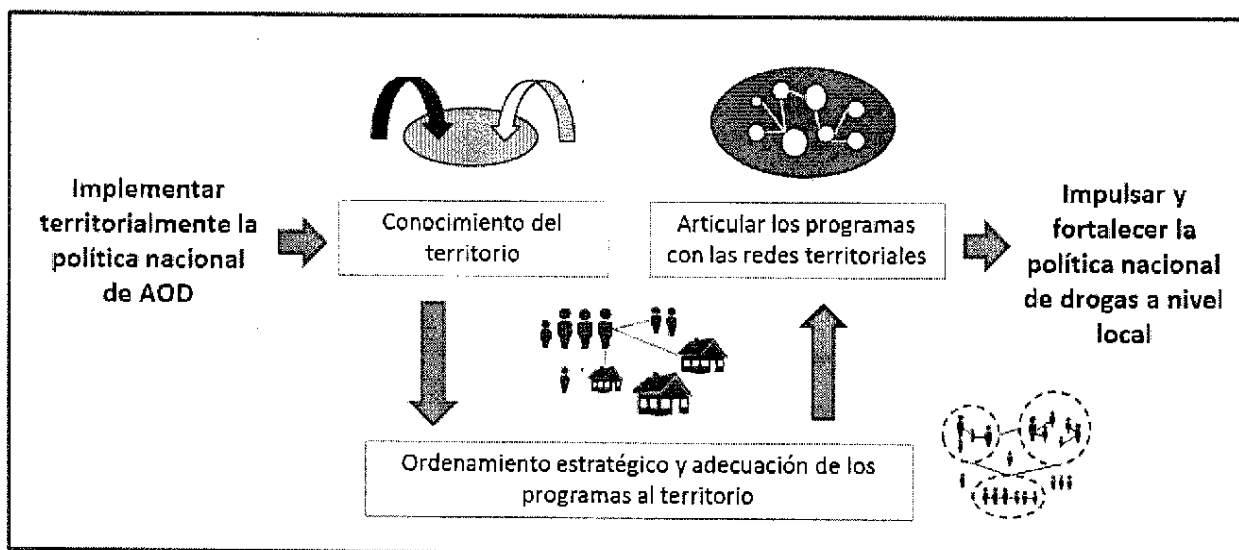 Implementar
territorialmente la
política nacional
de AOD
Conocimiento del
territorio
Articular los programas
con las redes territoriales
Impulsar y
fortalecer la
política nacional
de drogas a nivel
local
Ordenamiento estratégico y adecuación de los
programas al territorio